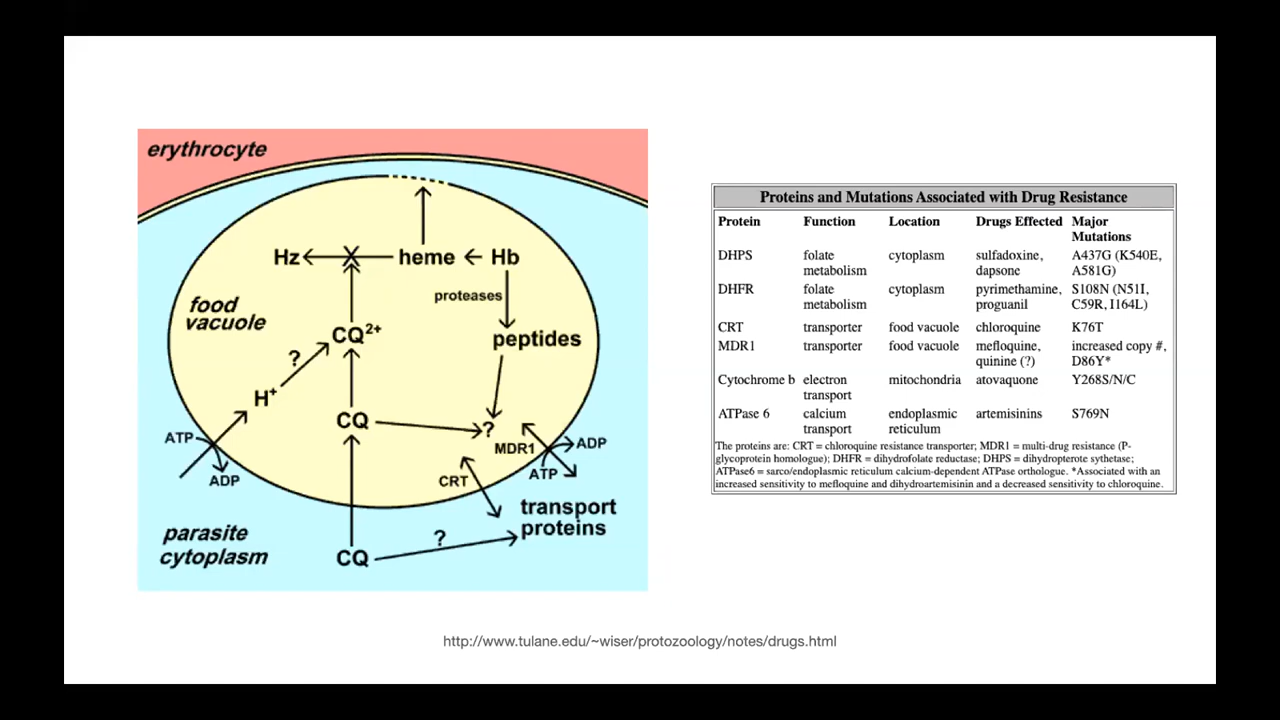 erythrocyte
Hz
heme
Hb
proteases
food
vacuole
CQ2+
peptides
?
H+
CQ
?
ATP
MDR1
ADP
CRT
ATP
ADP
transport
proteins
parasite
cytoplasm
?
CQ
Proteins and Mutations Associated with Drug Resistance
Protein Function Location Drugs Effected Major
Mutations
DHPS folate cytoplasm sulfadoxine, A437G (K540E,
metabolism dapsone A581G)
DHFR folate cytoplasm pyrimethamine, S108N (N51I,
metabolism proguanil C59R, I164L)
CRT transporter food vacuole chloroquine K76T
MDR1 transporter food vacuole mefloquine, increased copy #,
quinine (?) D86Y*
Cytochrome b electron mitochondria atovaquone Y268S/N/C
transport
ATPase 6 calcium endoplasmic artemisinins S769N
transport reticulum
The proteins are: CRT = chloroquine resistance transporter; MDR1 = multi-drug resistance (P-
glycoprotein homologue); DHFR = dihydrofolate reductase; DHPS = dihydropterote sythetase;
ATPase6 = sarco/endoplasmic reticulum calcium-dependent ATPase orthologue. *Associated with an
increased sensitivity to mefloquine and dihydroartemisinin and a decreased sensitivity to chloroquine.
http://www.tulane.edu/~wiser/protozoology/notes/drugs.html